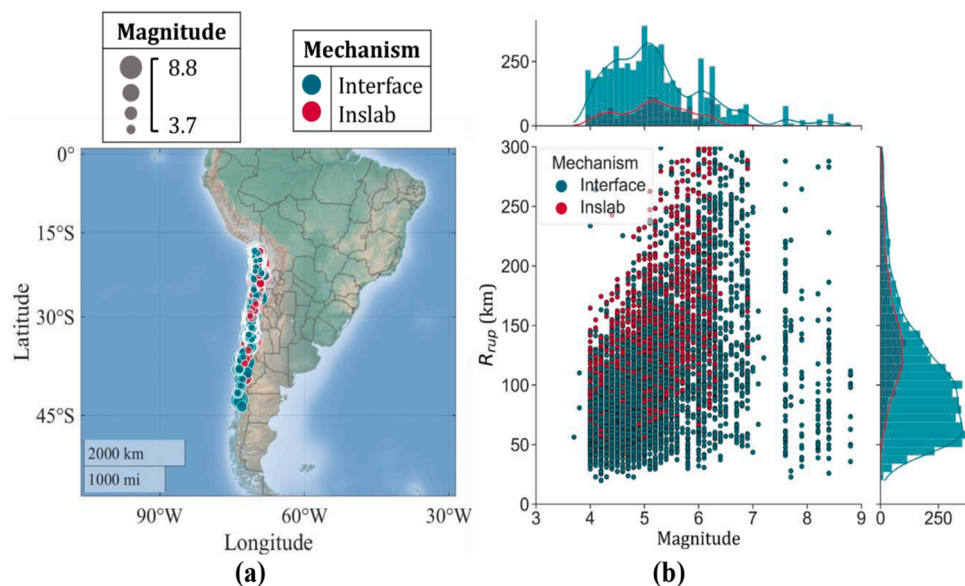 Magnitude
8.8
3.7
Mechanism
Interface
Inslab
0°
15°S
30°S
45°S
Latitude
2000 km
1000 mi
90°W
60°W
30°W
Longitude
(a)
250
0
300
250
200
150
100
50
0
R_rup (km)
Mechanism
Interface
Inslab
3
4
5
6
7
8
9
Magnitude
0
250
(b)